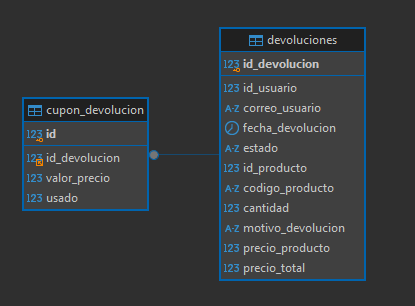 cupon_devolucion
123 id
123 id_devolucion
123 valor_precio
123 usado
devoluciones
123 id_devolucion
123 id_usuario
A-Z correo_usuario
fecha_devolucion
A-Z estado
123 id_producto
A-Z codigo_producto
123 cantidad
A-Z motivo_devolucion
123 precio_producto
123 precio_total